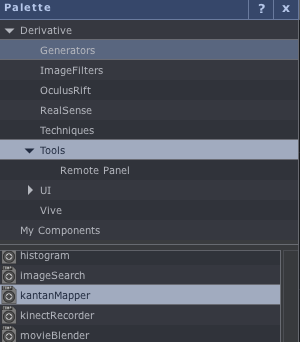 Palette ? x
Derivative
Generators
ImageFilters
OculusRift
RealSense
Techniques
Tools
Remote Panel
UI
Vive
My Components
histogram
imageSearch
kantanMapper
kinectRecorder
movieBlender